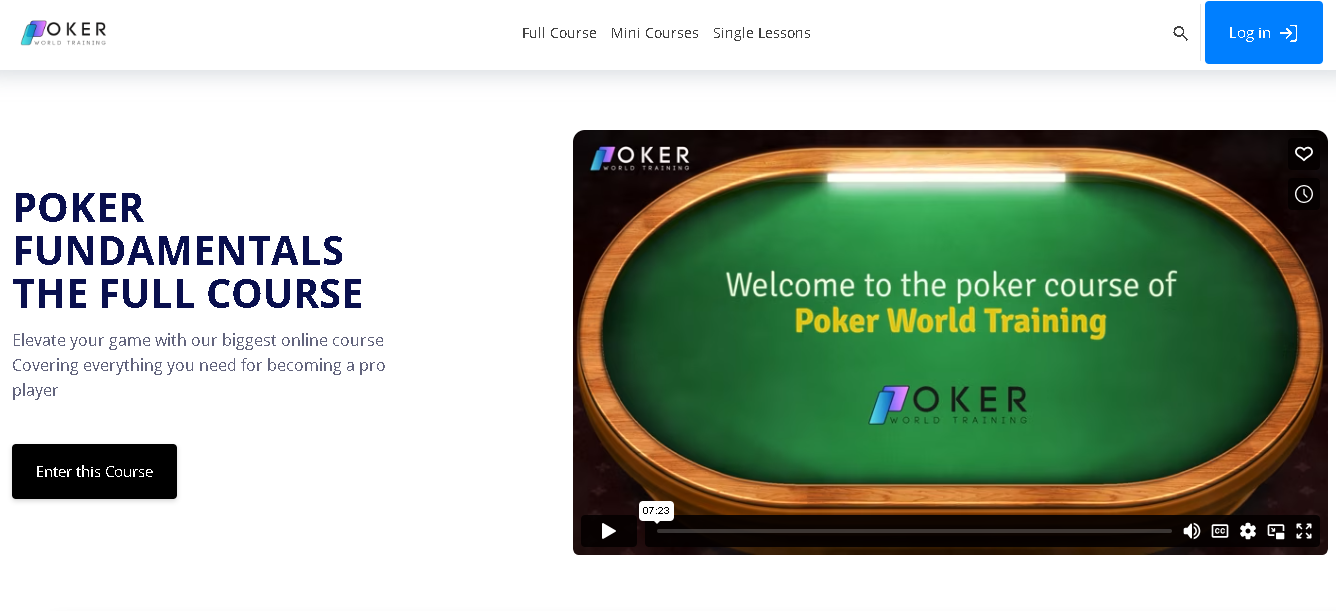 POKER
WORLD TRAINING
Full Course Mini Courses Single Lessons
Log in
POKER
FUNDAMENTALS
THE FULL COURSE
Elevate your game with our biggest online course
Covering everything you need for becoming a pro
player
Enter this Course
POKER
WORLD TRAINING
Welcome to the poker course of
Poker World Training
POKER
WORLD TRAINING
07:23
CC